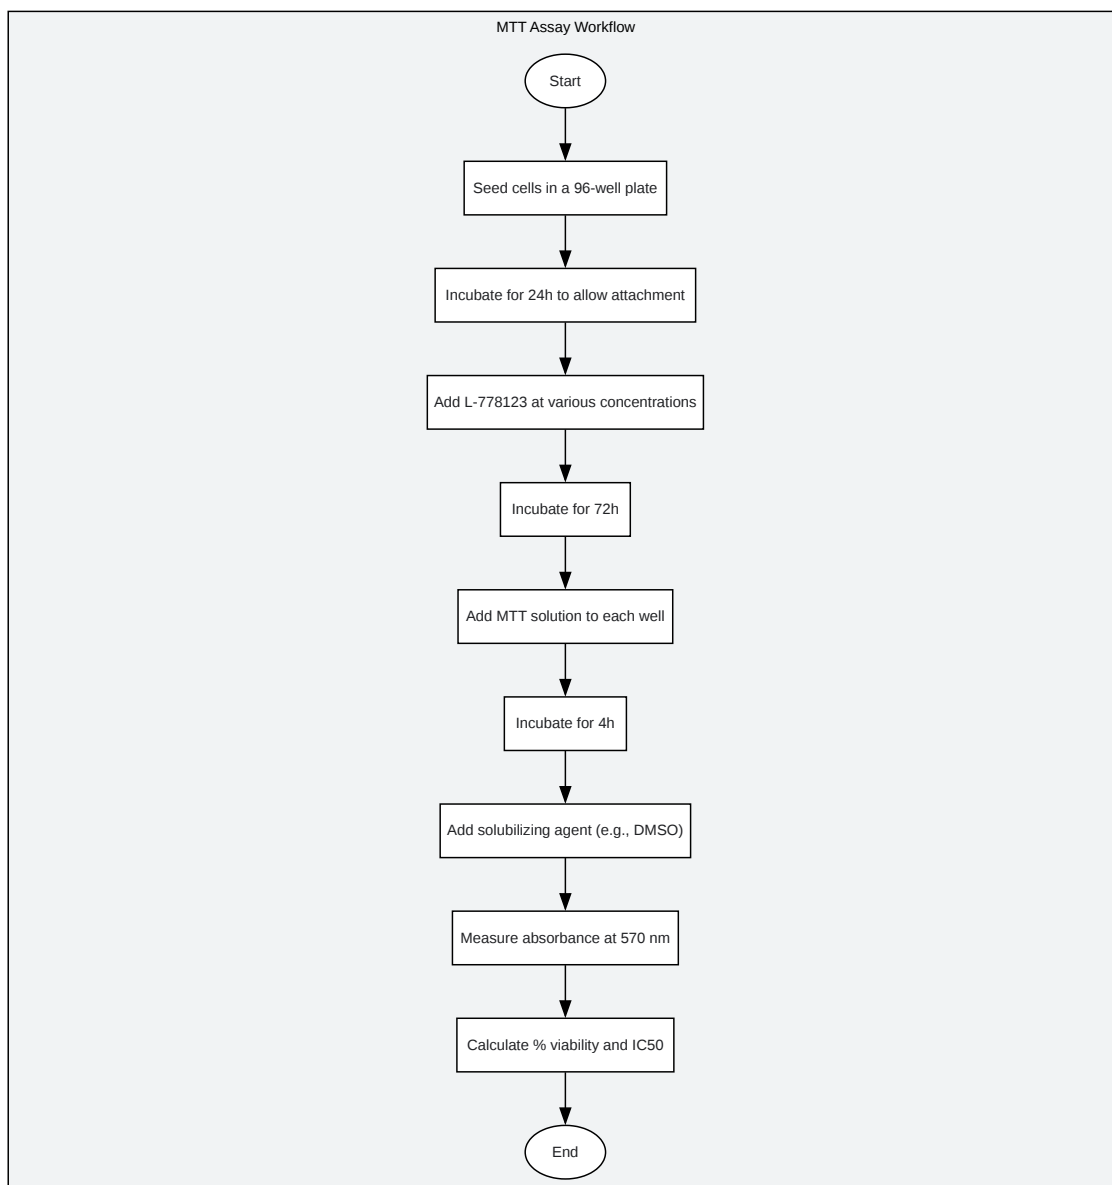 MTT Assay Workflow
Start
Seed cells in a 96-well plate
Incubate for 24h to allow attachment
Add L-778123 at various concentrations
Incubate for 72h
Add MTT solution to each well
Incubate for 4h
Add solubilizing agent (e.g., DMSO)
Measure absorbance at 570 nm
Calculate % viability and IC50
End